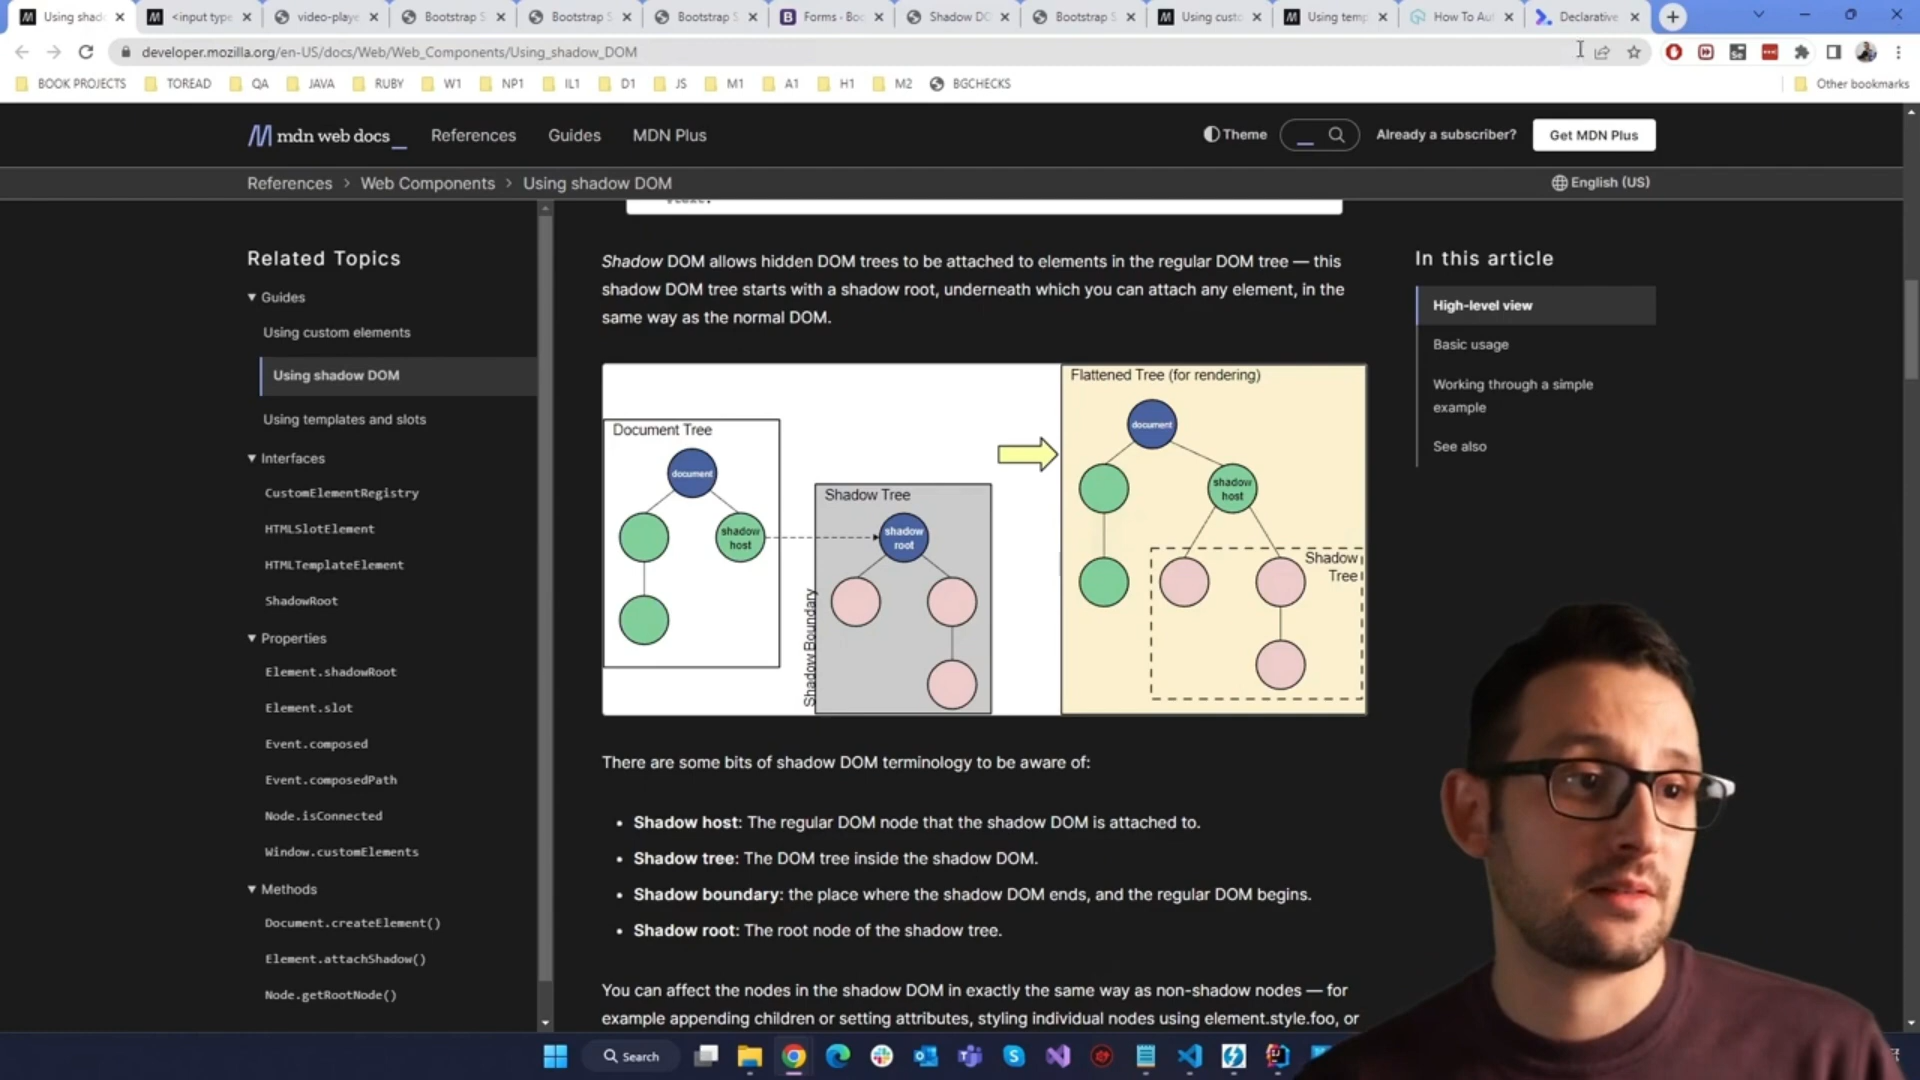 Using shad
<input type
video-playe
Bootstrap S
Bootstrap S
Bootstrap S
Forms · Boo
Shadow DO
Bootstrap S
Using custo
Using temp
How To Aut
Declarative
developer.mozilla.org/en-US/docs/Web/Web_Components/Using_shadow_DOM
BOOK PROJECTS
TOREAD
QA
JAVA
RUBY
W1
NP1
IL1
D1
JS
M1
A1
H1
M2
BGCHECKS
Other bookmarks
mdn web docs_
References
Guides
MDN Plus
Theme
Already a subscriber?
Get MDN Plus
References > Web Components > Using shadow DOM
English (US)
Related Topics
Guides
Using custom elements
Using shadow DOM
Using templates and slots
Interfaces
CustomElementRegistry
HTMLSlotElement
HTMLTemplateElement
ShadowRoot
Properties
Element.shadowRoot
Element.slot
Event.composed
Event.composedPath
Node.isConnected
Window.customElements
Methods
Document.createElement()
Element.attachShadow()
Node.getRootNode()
Shadow DOM allows hidden DOM trees to be attached to elements in the regular DOM tree — this
shadow DOM tree starts with a shadow root, underneath which you can attach any element, in the
same way as the normal DOM.
Document Tree
document
shadow
host
Shadow Tree
shadow
root
Shadow Boundary
Flattened Tree (for rendering)
document
shadow
host
Shadow
Tree
There are some bits of shadow DOM terminology to be aware of:
• Shadow host: The regular DOM node that the shadow DOM is attached to.
• Shadow tree: The DOM tree inside the shadow DOM.
• Shadow boundary: the place where the shadow DOM ends, and the regular DOM begins.
• Shadow root: The root node of the shadow tree.
You can affect the nodes in the shadow DOM in exactly the same way as non-shadow nodes — for
example appending children or setting attributes, styling individual nodes using element.style.foo, or
In this article
High-level view
Basic usage
Working through a simple
example
See also
Search